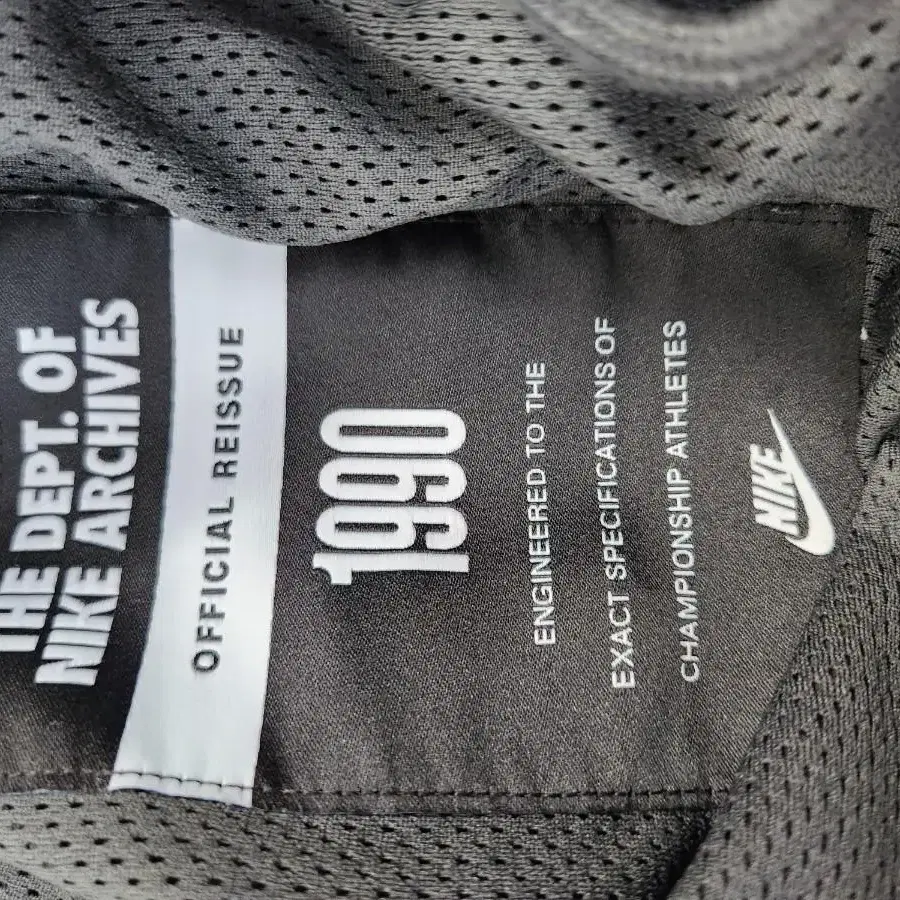 THE DEPT. OF
NIKE ARCHIVES
OFFICIAL REISSUE
1990
ENGINEERED TO THE
EXACT SPECIFICATIONS OF
CHAMPIONSHIP ATHLETES
NIKE